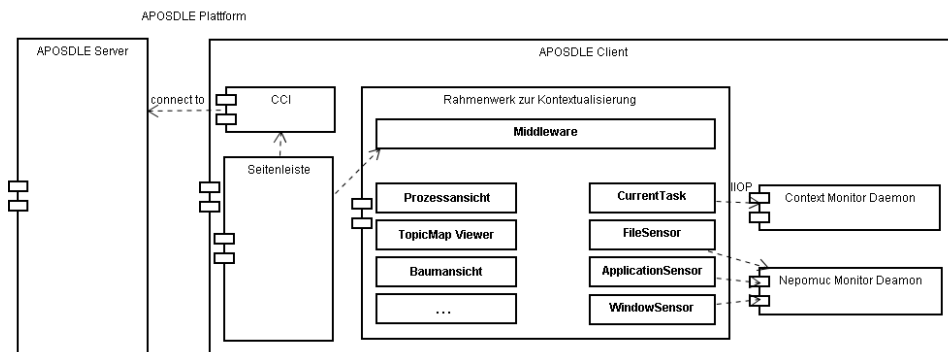 APOSDLE Plattform
APOSDLE Server
APOSDLE Client
connect to
CCI
Rahmenwerk zur Kontextualisierung
Middleware
Seitenleiste
Prozessansicht
CurrentTask
IIOP
Context Monitor Daemon
TopicMap Viewer
FileSensor
Baumansicht
ApplicationSensor
Nepomuc Monitor Deamon
...
WindowSensor